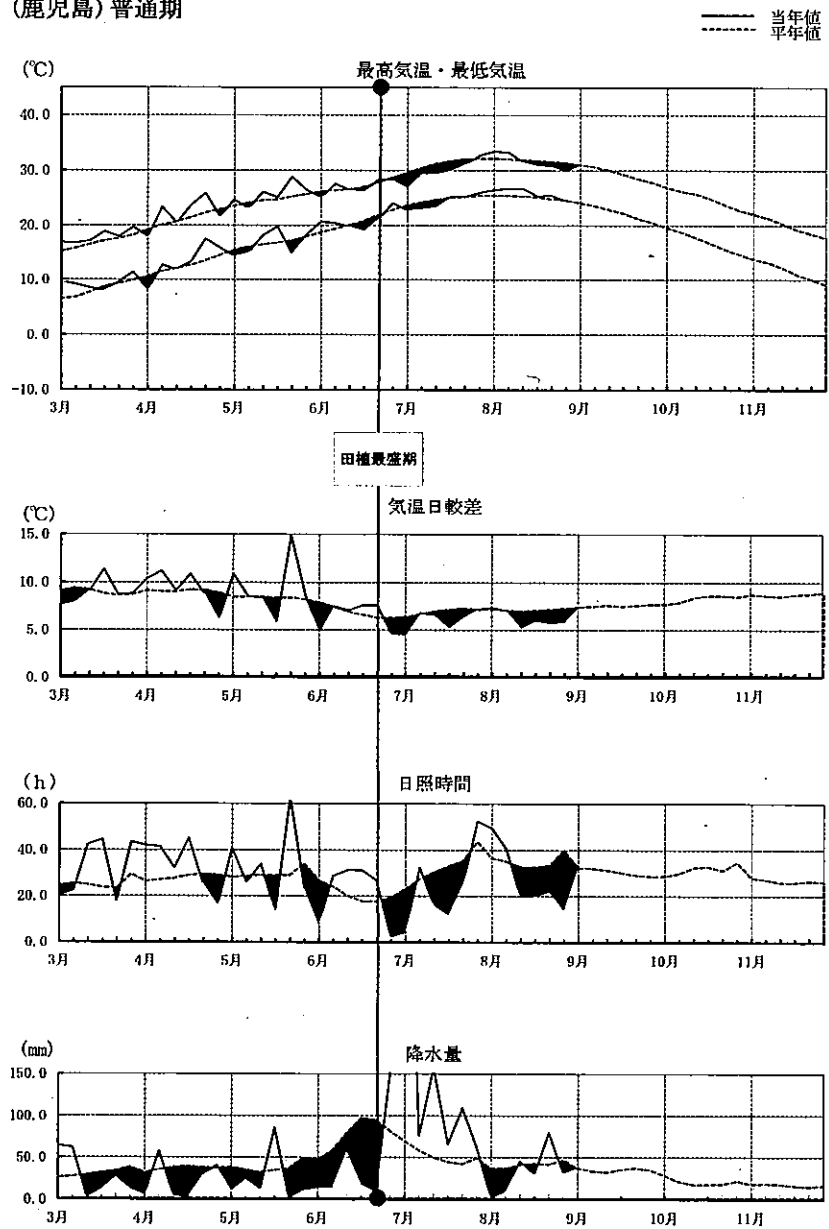 (鹿児島)普通期
当年値
平年値
(℃)
最高気温・最低気温
40.0
30.0
20.0
10.0
0.0
-10.0
3月 4月 5月 6月 7月 8月 9月 10月 11月
田植最盛期
(℃)
気温日較差
15.0
10.0
5.0
0.0
3月 4月 5月 6月 7月 8月 9月 10月 11月
(h)
日照時間
60.0
40.0
20.0
0.0
3月 4月 5月 6月 7月 8月 9月 10月 11月
(mm)
降水量
150.0
100.0
50.0
0.0
3月 4月 5月 6月 7月 8月 9月 10月 11月